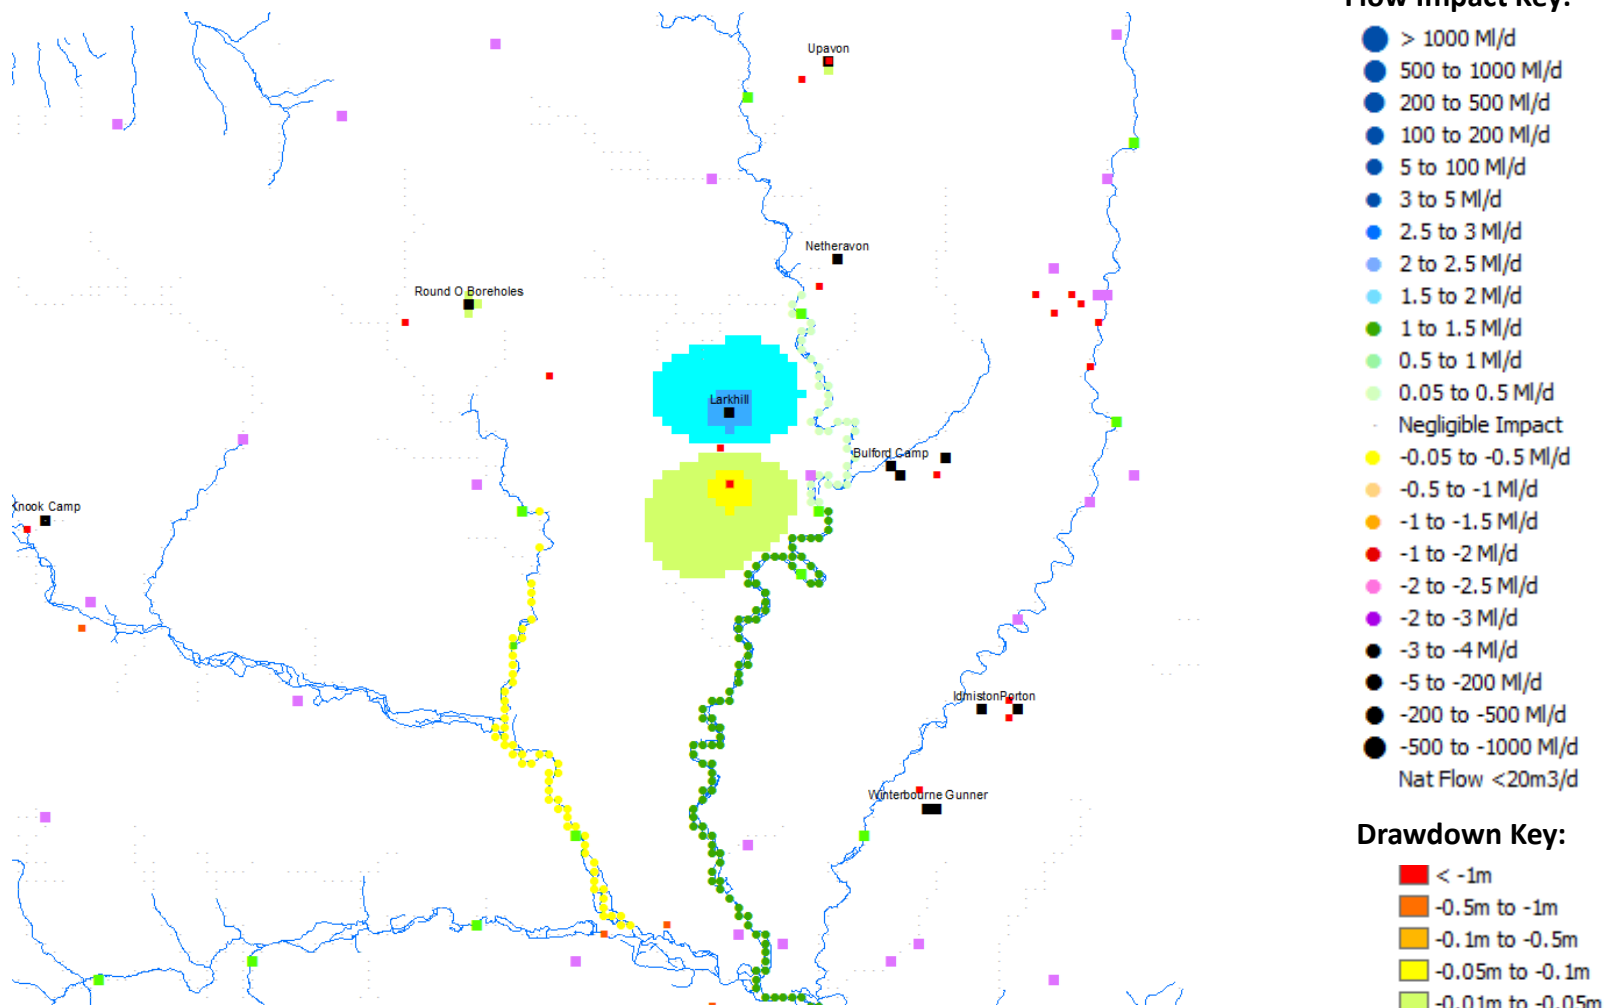 Flow Impact Key:
> 1000 Ml/d
500 to 1000 Ml/d
200 to 500 Ml/d
100 to 200 Ml/d
5 to 100 Ml/d
3 to 5 Ml/d
2.5 to 3 Ml/d
2 to 2.5 Ml/d
1.5 to 2 Ml/d
1 to 1.5 Ml/d
0.5 to 1 Ml/d
0.05 to 0.5 Ml/d
Negligible Impact
-0.05 to -0.5 Ml/d
-0.5 to -1 Ml/d
-1 to -1.5 Ml/d
-1 to -2 Ml/d
-2 to -2.5 Ml/d
-2 to -3 Ml/d
-3 to -4 Ml/d
-5 to -200 Ml/d
-200 to -500 Ml/d
-500 to -1000 Ml/d
Nat Flow <20m3/d
Drawdown Key:
< -1m
-0.5m to -1m
-0.1m to -0.5m
-0.05m to -0.1m
-0.01m to -0.05m
Upavon
Netheravon
Round O Boreholes
Larkhill
Bulford Camp
Knook Camp
Idmiston
Porton
Winterbourne Gunner